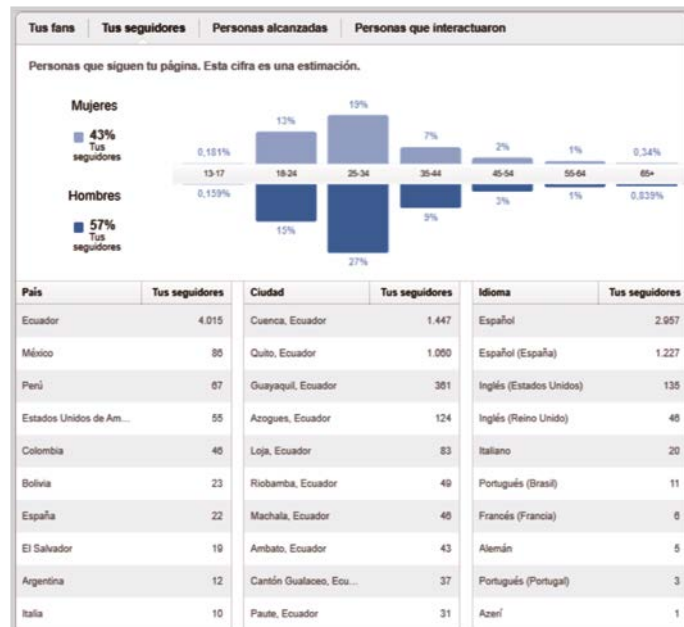 Tus fans Tus seguidores Personas alcanzadas Personas que interactuaron
Personas que siguen tu página. Esta cifra es una estimación.
Mujeres
43%
Tus
seguidores
0,181% 13% 19% 7% 2% 1% 0,34%
13-17 18-24 25-34 35-44 45-54 55-64 65+
Hombres
57%
Tus
seguidores
0,159% 15% 27% 9% 3% 1% 0,839%
País Tus seguidores Ciudad Tus seguidores Idioma Tus seguidores
Ecuador 4.015 Cuenca, Ecuador 1.447 Español 2.957
México 86 Quito, Ecuador 1.060 Español (España) 1.227
Perú 67 Guayaquil, Ecuador 361 Inglés (Estados Unidos) 135
Estados Unidos de Am... 55 Azogues, Ecuador 124 Inglés (Reino Unido) 46
Colombia 46 Loja, Ecuador 83 Italiano 20
Bolivia 23 Riobamba, Ecuador 49 Portugués (Brasil) 11
España 22 Machala, Ecuador 46 Francés (Francia) 6
El Salvador 19 Ambato, Ecuador 43 Alemán 5
Argentina 12 Cantón Gualaceo, Ecu... 37 Portugués (Portugal) 3
Italia 10 Paute, Ecuador 31 Azerí 1